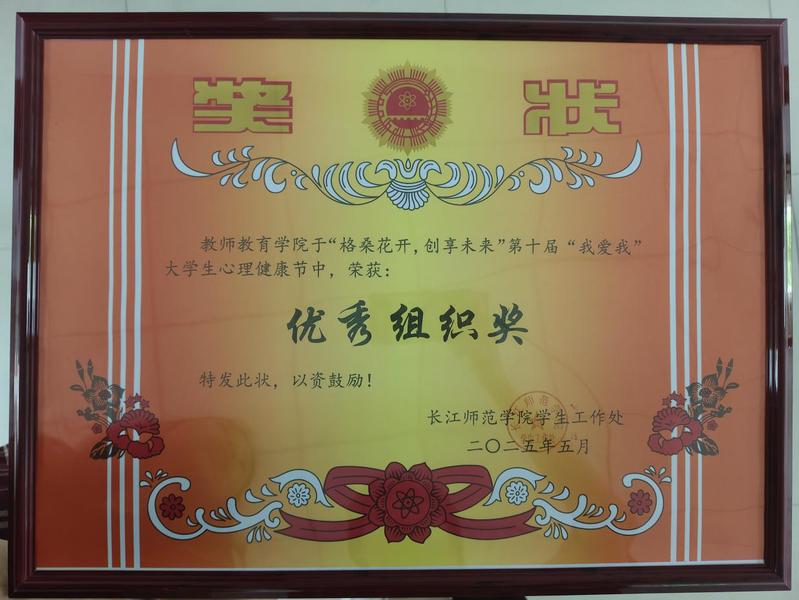 奖状
教师教育学院于“格桑花开,创享未来”第十届“我爱我”
大学生心理健康节中，荣获：
优秀组织奖
特发此状，以资鼓励！
长江师范学院学生工作处
二〇二五年五月